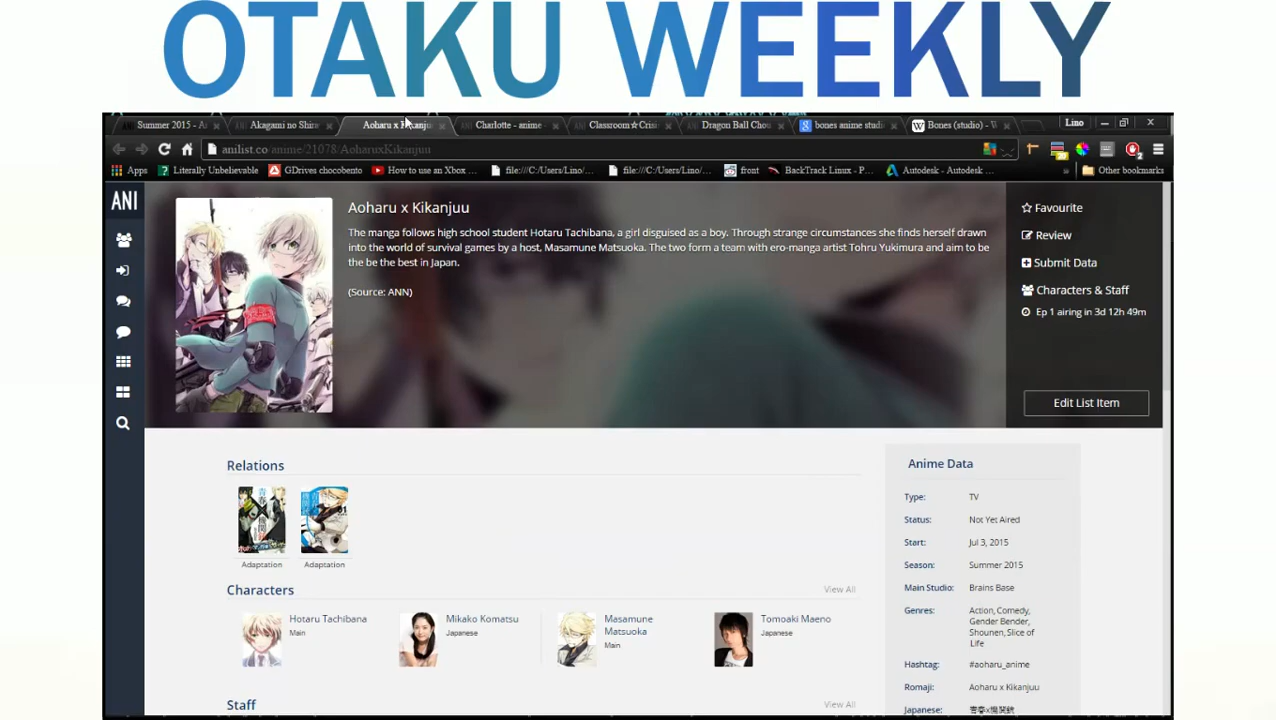 OTAKU WEEKLY
Summer 2015 - A
Akagami no Shir
Aoharu x Kikanju
Charlotte - anime
Classroom☆Crisi
Dragon Ball Chou
bones anime studi
Bones (studio) - W
Lino
anilist.co/anime/21078/AoharuxKikanjuu
Apps
Literally Unbelievable
GDrives chocobento
How to use an Xbox ...
file:///C:/Users/Lino/...
file:///C:/Users/Lino/...
front
BackTrack Linux - P...
Autodesk - Autodesk ...
»
Other bookmarks
ANI
Aoharu x Kikanjuu
The manga follows high school student Hotaru Tachibana, a girl disguised as a boy. Through strange circumstances she finds herself drawn
into the world of survival games by a host, Masamune Matsuoka. The two form a team with ero-manga artist Tohru Yukimura and aim to be
the be the best in Japan.
(Source: ANN)
Favourite
Review
Submit Data
Characters & Staff
Ep 1 airing in 3d 12h 49m
Edit List Item
Relations
Adaptation
Adaptation
Characters
View All
Hotaru Tachibana
Main
Mikako Komatsu
Japanese
Masamune
Matsuoka
Main
Tomoaki Maeno
Japanese
Staff
View All
Anime Data
Type: TV
Status: Not Yet Aired
Start: Jul 3, 2015
Season: Summer 2015
Main Studio: Brains Base
Genres: Action, Comedy,
Gender Bender,
Shounen, Slice of
Life
Hashtag: #aoharu_anime
Romaji: Aoharu x Kikanjuu
Japanese: 青春x機関銃